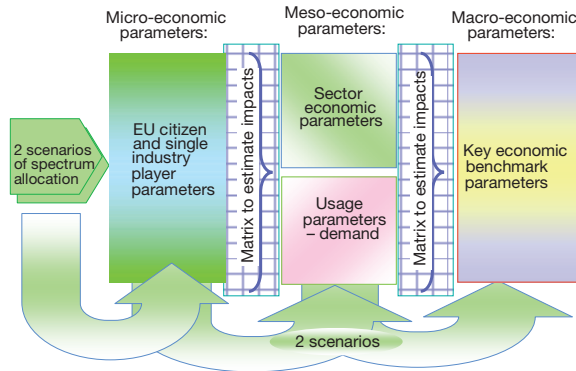 Micro-economic
parameters:
Meso-economic
parameters:
Macro-economic
parameters:
2 scenarios
of spectrum
allocation
EU citizen
and single
industry
player
parameters
Matrix to estimate impacts
Sector
economic
parameters
Usage
parameters
– demand
Matrix to estimate impacts
Key economic
benchmark
parameters
2 scenarios